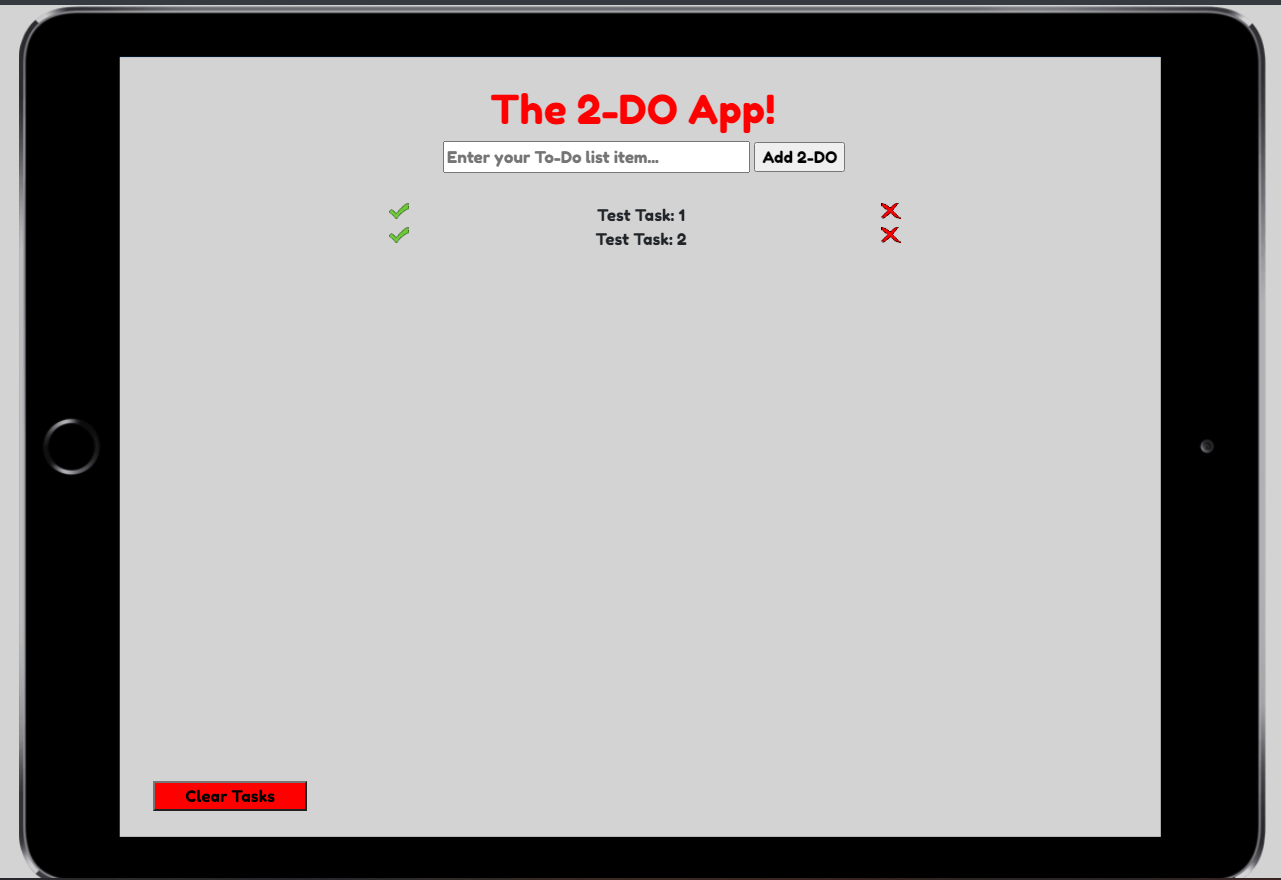 The 2-DO App!
Enter your To-Do list item... Add 2-DO
Test Task: 1
Test Task: 2
Clear Tasks